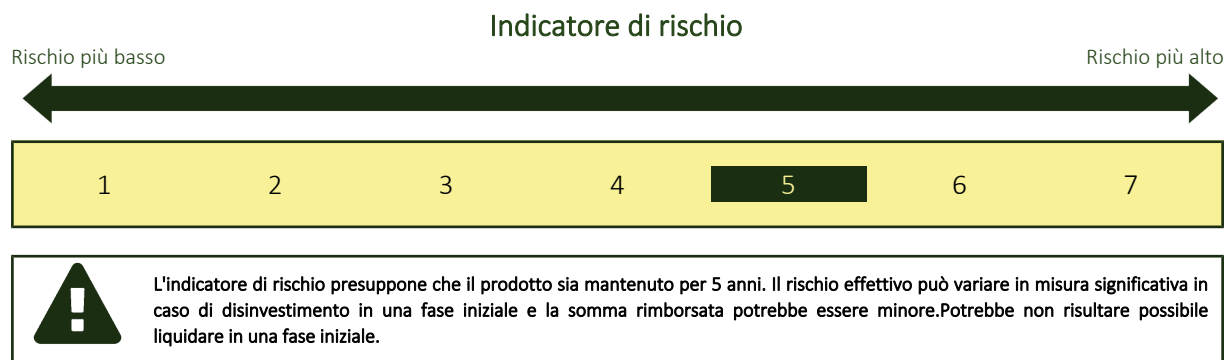 Indicatore di rischio
Rischio più basso
Rischio più alto
1 2 3 4 5 6 7
L'indicatore di rischio presuppone che il prodotto sia mantenuto per 5 anni. Il rischio effettivo può variare in misura significativa in
caso di disinvestimento in una fase iniziale e la somma rimborsata potrebbe essere minore.Potrebbe non risultare possibile
liquidare in una fase iniziale.